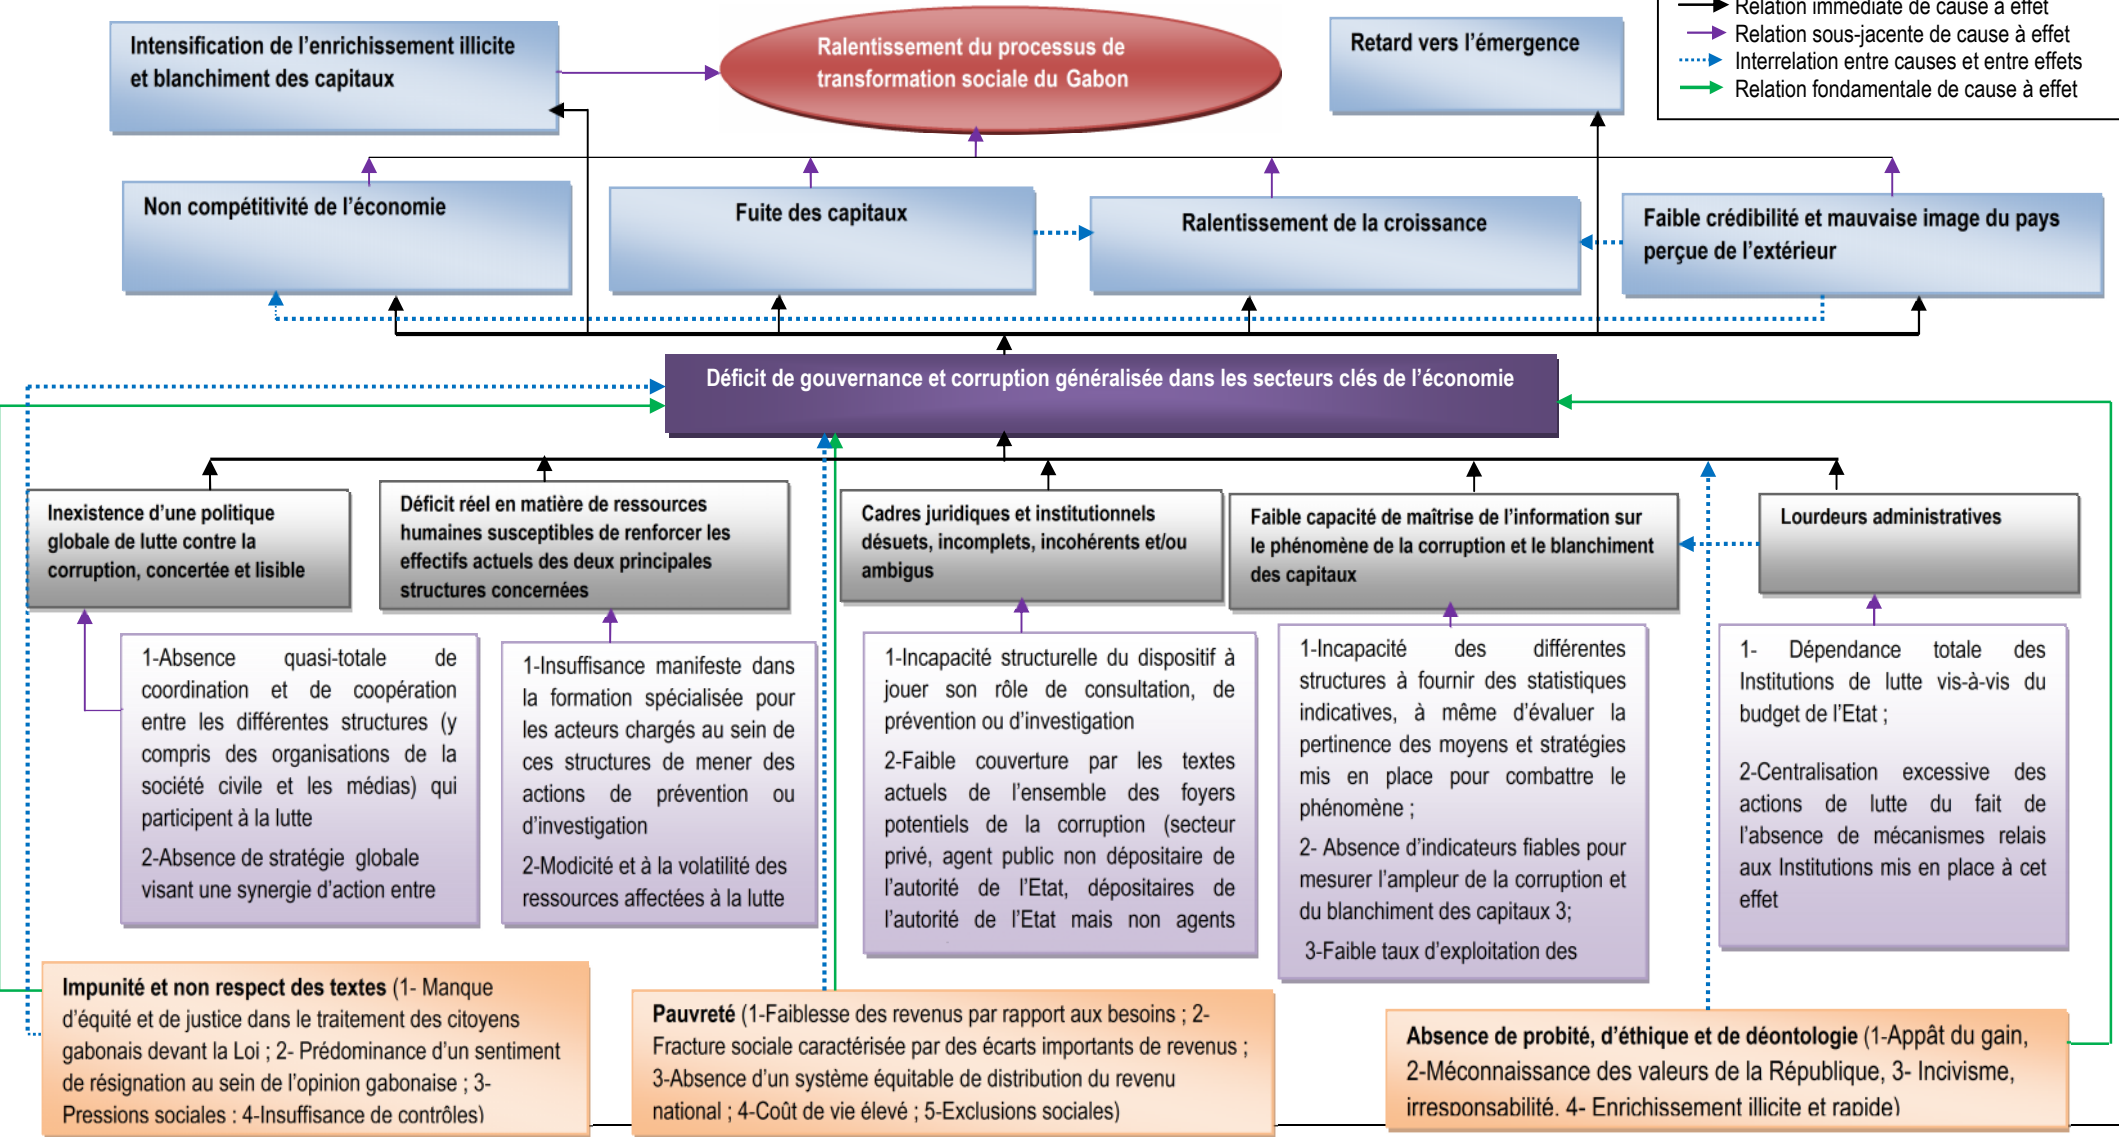 Relation immédiate de cause à effet
Relation sous-jacente de cause à effet
Interrelation entre causes et entre effets
Relation fondamentale de cause à effet
Intensification de l’enrichissement illicite
et blanchiment des capitaux
Ralentissement du processus de
transformation sociale du Gabon
Retard vers l’émergence
Non compétitivité de l’économie
Fuite des capitaux
Ralentissement de la croissance
Faible crédibilité et mauvaise image du pays
perçue de l’extérieur
Déficit de gouvernance et corruption généralisée dans les secteurs clés de l’économie
Inexistence d’une politique
globale de lutte contre la
corruption, concertée et lisible
Déficit réel en matière de ressources
humaines susceptibles de renforcer les
effectifs actuels des deux principales
structures concernées
Cadres juridiques et institutionnels
désuets, incomplets, incohérents et/ou
ambigus
Faible capacité de maîtrise de l’information sur
le phénomène de la corruption et le blanchiment
des capitaux
Lourdeurs administratives
1-Absence quasi-totale de
coordination et de coopération
entre les différentes structures (y
compris des organisations de la
société civile et les médias) qui
participent à la lutte
2-Absence de stratégie globale
visant une synergie d’action entre
1-Insuffisance manifeste dans
la formation spécialisée pour
les acteurs chargés au sein de
ces structures de mener des
actions de prévention ou
d’investigation
2-Modicité et à la volatilité des
ressources affectées à la lutte
1-Incapacité structurelle du dispositif à
jouer son rôle de consultation, de
prévention ou d’investigation
2-Faible couverture par les textes
actuels de l’ensemble des foyers
potentiels de la corruption (secteur
privé, agent public non dépositaire de
l’autorité de l’Etat, dépositaires de
l’autorité de l’Etat mais non agents
1-Incapacité des différentes
structures à fournir des statistiques
indicatives, à même d’évaluer la
pertinence des moyens et stratégies
mis en place pour combattre le
phénomène ;
2- Absence d’indicateurs fiables pour
mesurer l’ampleur de la corruption et
du blanchiment des capitaux 3;
3-Faible taux d’exploitation des
1- Dépendance totale des
Institutions de lutte vis-à-vis du
budget de l’Etat ;
2-Centralisation excessive des
actions de lutte du fait de
l’absence de mécanismes relais
aux Institutions mis en place à cet
effet
Impunité et non respect des textes (1- Manque
d’équité et de justice dans le traitement des citoyens
gabonais devant la Loi ; 2- Prédominance d’un sentiment
de résignation au sein de l’opinion gabonaise ; 3-
Pressions sociales : 4-Insuffisance de contrôles)
Pauvreté (1-Faiblesse des revenus par rapport aux besoins ; 2-
Fracture sociale caractérisée par des écarts importants de revenus ;
3-Absence d’un système équitable de distribution du revenu
national ; 4-Coût de vie élevé ; 5-Exclusions sociales)
Absence de probité, d’éthique et de déontologie (1-Appât du gain,
2-Méconnaissance des valeurs de la République, 3- Incivisme,
irresponsabilité. 4- Enrichissement illicite et rapide)